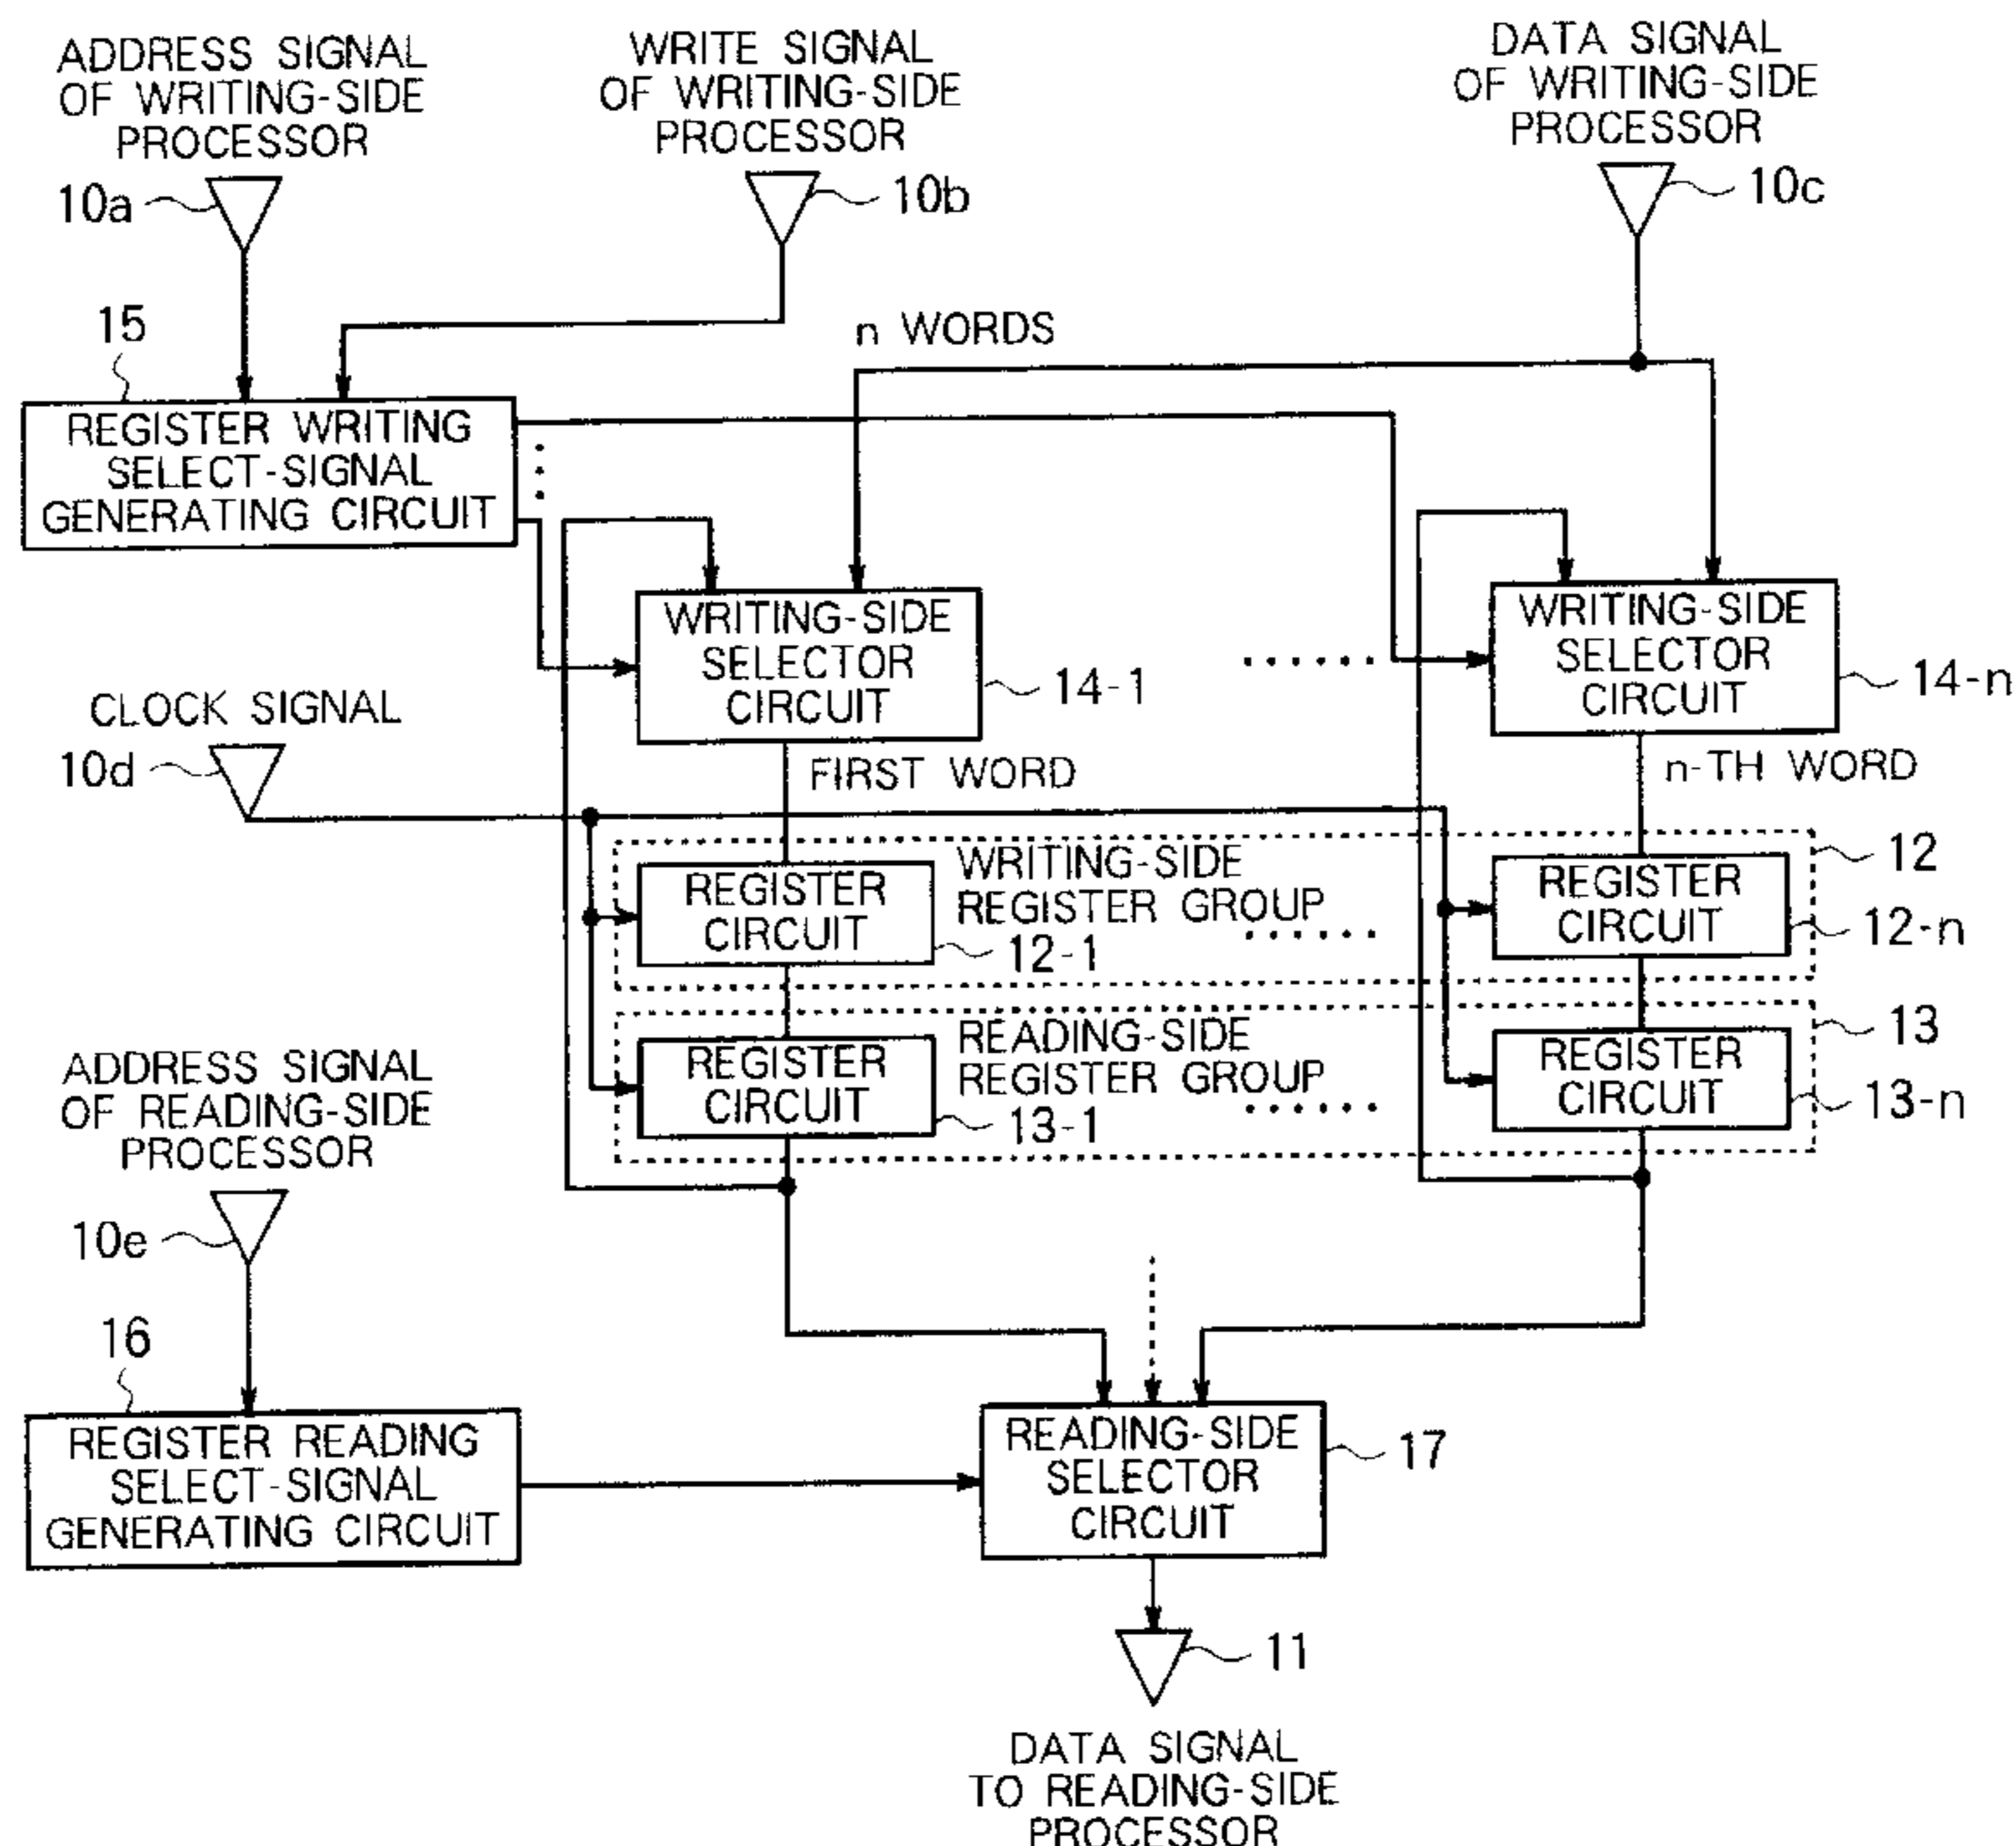 ADDRESS SIGNAL
OF WRITING-SIDE
PROCESSOR
10a
WRITE SIGNAL
OF WRITING-SIDE
PROCESSOR
10b
DATA SIGNAL
OF WRITING-SIDE
PROCESSOR
10c
15
n WORDS
REGISTER WRITING
SELECT-SIGNAL
GENERATING CIRCUIT
WRITING-SIDE
SELECTOR
CIRCUIT
14-1
WRITING-SIDE
SELECTOR
CIRCUIT
14-n
CLOCK SIGNAL
10d
FIRST WORD
n-TH WORD
WRITING-SIDE
REGISTER GROUP
12
REGISTER
CIRCUIT
12-1
REGISTER
CIRCUIT
12-n
READING-SIDE
REGISTER GROUP
13
REGISTER
CIRCUIT
13-1
REGISTER
CIRCUIT
13-n
ADDRESS SIGNAL
OF READING-SIDE
PROCESSOR
10e
16
REGISTER READING
SELECT-SIGNAL
GENERATING CIRCUIT
READING-SIDE
SELECTOR
CIRCUIT
17
11
DATA SIGNAL
TO READING-SIDE
PROCESSOR